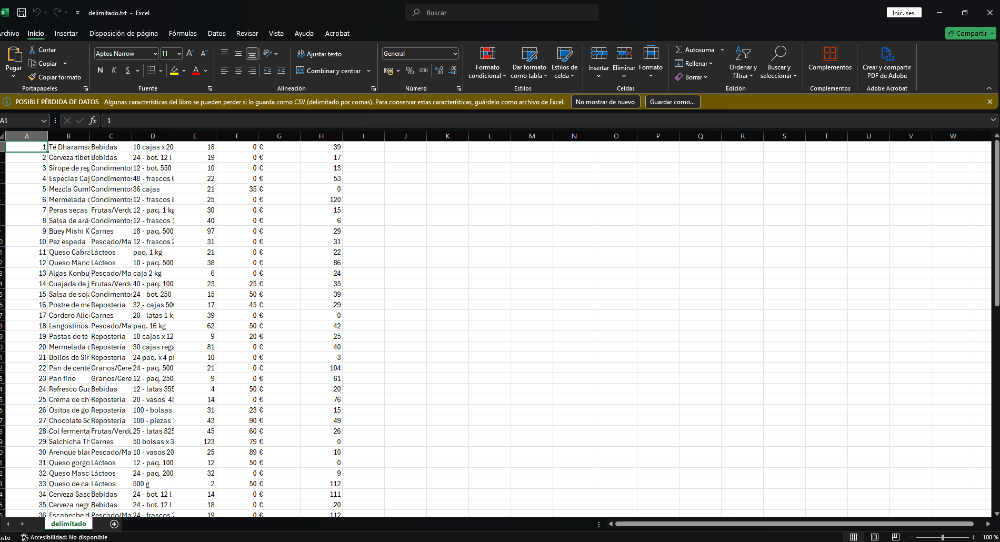 delimitado.txt - Excel
Buscar
Inic. ses.
rchivo Inicio Insertar Disposición de página Fórmulas Datos Revisar Vista Ayuda Acrobat
Compartir
Pegar
Cortar
Copiar
Copiar formato
Portapapeles
Aptos Narrow 11
N K S
Fuente
Ajustar texto
Combinar y centrar
Alineación
General
% 000
Número
Formato condicional
Dar formato como tabla
Estilos de celda
Estilos
Insertar
Eliminar
Formato
Celdas
Autosuma
Rellenar
Borrar
Ordenar y filtrar
Buscar y seleccionar
Edición
Complementos
Complementos
Crear y compartir PDF de Adobe
Adobe Acrobat
POSIBLE PÉRDIDA DE DATOS Algunas características del libro se pueden perder si lo guarda como CSV (delimitado por comas). Para conservar estas características, guárdelo como archivo de Excel. No mostrar de nuevo Guardar como...
A1 fx 1
A B C D E F G H I J K L M N O P Q R S T U V W
1 Té Dharamsa Bebidas 10 cajas x 20 18 0 € 39
2 Cerveza tibet Bebidas 24 - bot. 12 l 19 0 € 17
3 Sirope de reg Condimentos 12 - bot. 550 10 0 € 13
4 Especias Caj Condimentos 48 - frascos 6 22 0 € 53
5 Mezcla Guml Condimentos 36 cajas 21 35 € 0
6 Mermelada c Condimentos 12 - frascos 8 25 0 € 120
7 Peras secas Frutas/Verdu 12 - paq. 1 kg 30 0 € 15
8 Salsa de ará Condimentos 12 - frascos 1 40 0 € 6
9 Buey Mishi K Carnes 18 - paq. 500 97 0 € 29
10 Pez espada Pescado/Ma 12 - frascos 2 31 0 € 31
11 Queso Cabra Lácteos paq. 1 kg 21 0 € 22
12 Queso Manc Lácteos 10 - paq. 500 38 0 € 86
13 Algas Konbu Pescado/Ma caja 2 kg 6 0 € 24
14 Cuajada de j Frutas/Verdu 40 - paq. 100 23 25 € 35
15 Salsa de soja Condimentos 24 - bot. 250 15 50 € 39
16 Postre de me Repostería 32 - cajas 500 17 45 € 29
17 Cordero Alice Carnes 20 - latas 1 k 39 0 € 0
18 Langostinos Pescado/Ma paq. 16 kg 62 50 € 42
19 Pastas de té Repostería 10 cajas x 12 9 20 € 25
20 Mermelada c Repostería 30 cajas rega 81 0 € 40
21 Bollos de Sir Repostería 24 paq. x 4 pi 10 0 € 3
22 Pan de cente Granos/Cere 24 - paq. 500 21 0 € 104
23 Pan fino Granos/Cere 12 - paq. 250 9 0 € 61
24 Refresco Gua Bebidas 12 - latas 355 4 50 € 20
25 Crema de ch Repostería 20 - vasos 45 14 0 € 76
26 Ositos de go Repostería 100 - bolsas 31 23 € 15
27 Chocolate Sc Repostería 100 - piezas 1 43 90 € 49
28 Col fermenta Frutas/Verdu 25 - latas 825 45 60 € 26
29 Salchicha Th Carnes 50 bolsas x 3 123 79 € 0
30 Arenque blan Pescado/Ma 10 - vasos 20 25 89 € 10
31 Queso gorgo Lácteos 12 - paq. 100 12 50 € 0
32 Queso Masc Lácteos 24 - paq. 200 32 0 € 9
33 Queso de ca Lácteos 500 g 2 50 € 112
34 Cerveza Sasc Bebidas 24 - bot. 12 l 14 0 € 111
35 Cerveza negr Bebidas 24 - bot. 12 l 18 0 € 20
36 Escabeche d Pescado/Ma 24 - frascos 2 19 0 € 112
delimitado
isto Accesibilidad: No disponible
100 %